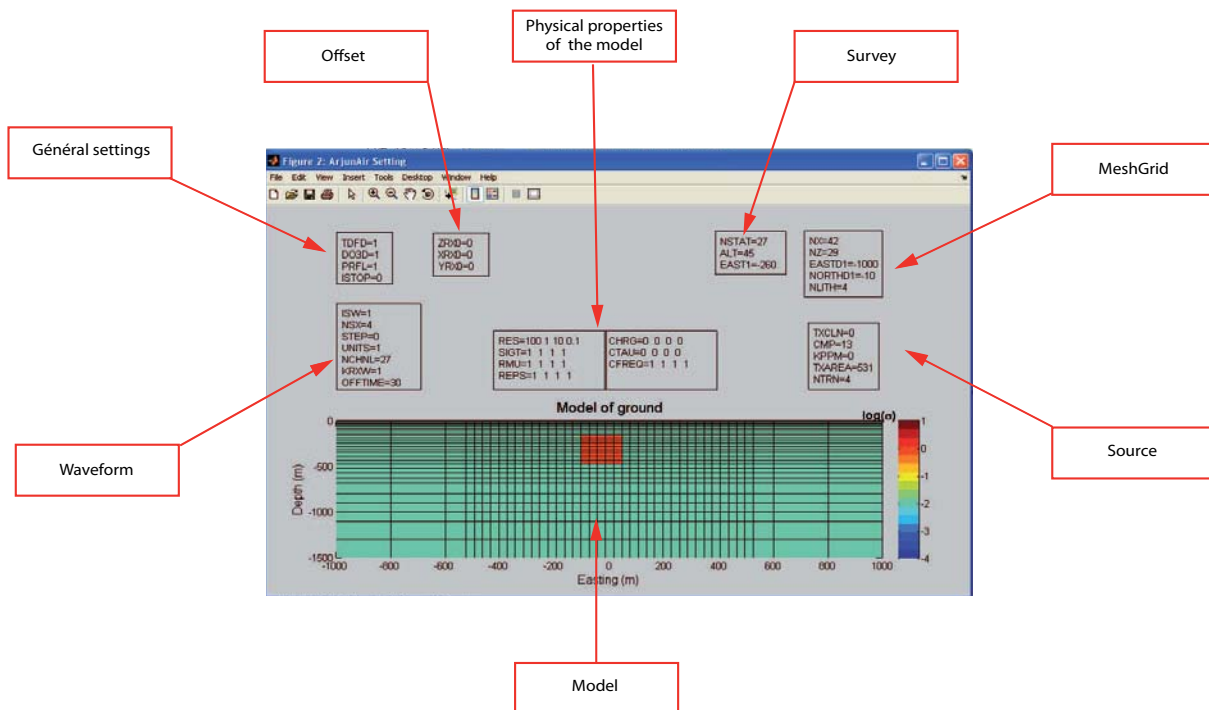 Physical properties
of the model
Offset
Survey
Général settings
MeshGrid
Figure 2: ArjunAir Setting
File Edit View Insert Tools Desktop Window Help
TDFD=1
DO3D=1
PRFL=1
ISTOP=0
ZRXD=0
XRXD=0
YRXD=0
NSTAT=27
ALT=45
EAST1=-260
NX=42
NZ=29
EASTD1=-1000
NORTHD1=-10
NLITH=4
ISW=1
NSX=4
STEP=0
UNITS=1
NCHNL=27
KRXW=1
OFFTIME=30
RES=100 1 10 0.1
SIGT=1 1 1 1
RMU=1 1 1 1
REPS=1 1 1 1
CHRG=0 0 0 0
CTAU=0 0 0 0
CFREQ=1 1 1 1
TXCLN=0
CMP=13
KPPM=0
TXAREA=531
NTRN=4
Model of ground
log(σ)
0
-500
-1000
-1500
Depth (m)
-1000 -800 -600 -400 -200 0 200 400 600 800 1000
Easting (m)
1
0
-1
-2
-3
-4
Waveform
Source
Model